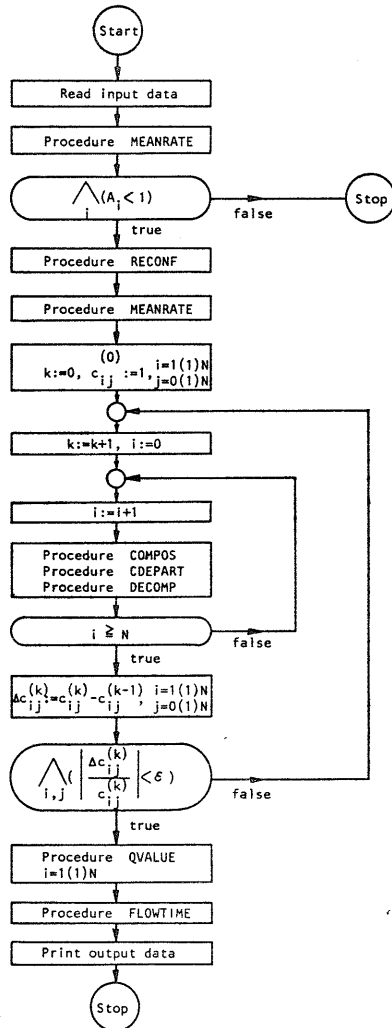 Start
Read input data
Procedure MEANRATE
⋀ i (A_i < 1)
false
Stop
true
Procedure RECONF
Procedure MEANRATE
k:=0, c_ij^(0) :=1, i=1(1)N
j=0(1)N
k:=k+1, i:=0
i:=i+1
Procedure COMPOS
Procedure CDEPART
Procedure DECOMP
i ≧ N
false
true
Δc_ij^(k) := c_ij^(k) - c_ij^(k-1), i=1(1)N
j=0(1)N
⋀ i,j ( | Δc_ij^(k) / c_ij^(k) | < ε )
false
true
Procedure QVALUE
i=1(1)N
Procedure FLOWTIME
Print output data
Stop